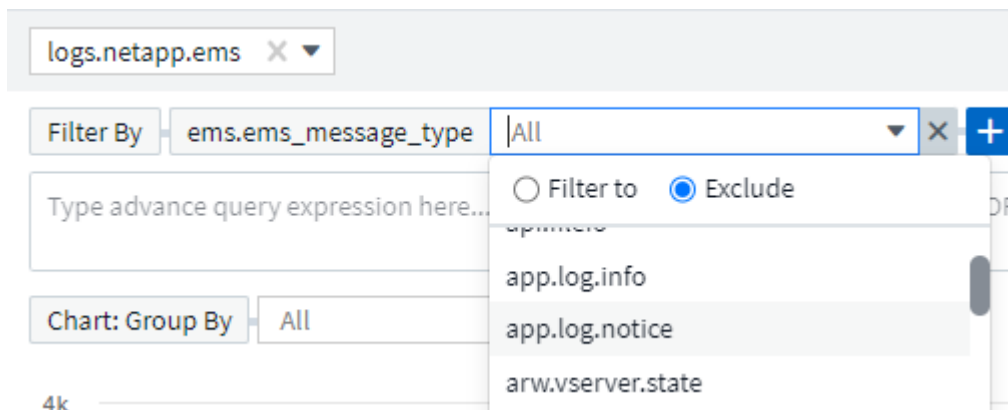 logs.netapp.ems
Filter By ems.ems_message_type All
Filter to Exclude
Type advance query expression here...
app.log.info
Chart: Group By All
app.log.notice
arw.vserver.state
4k